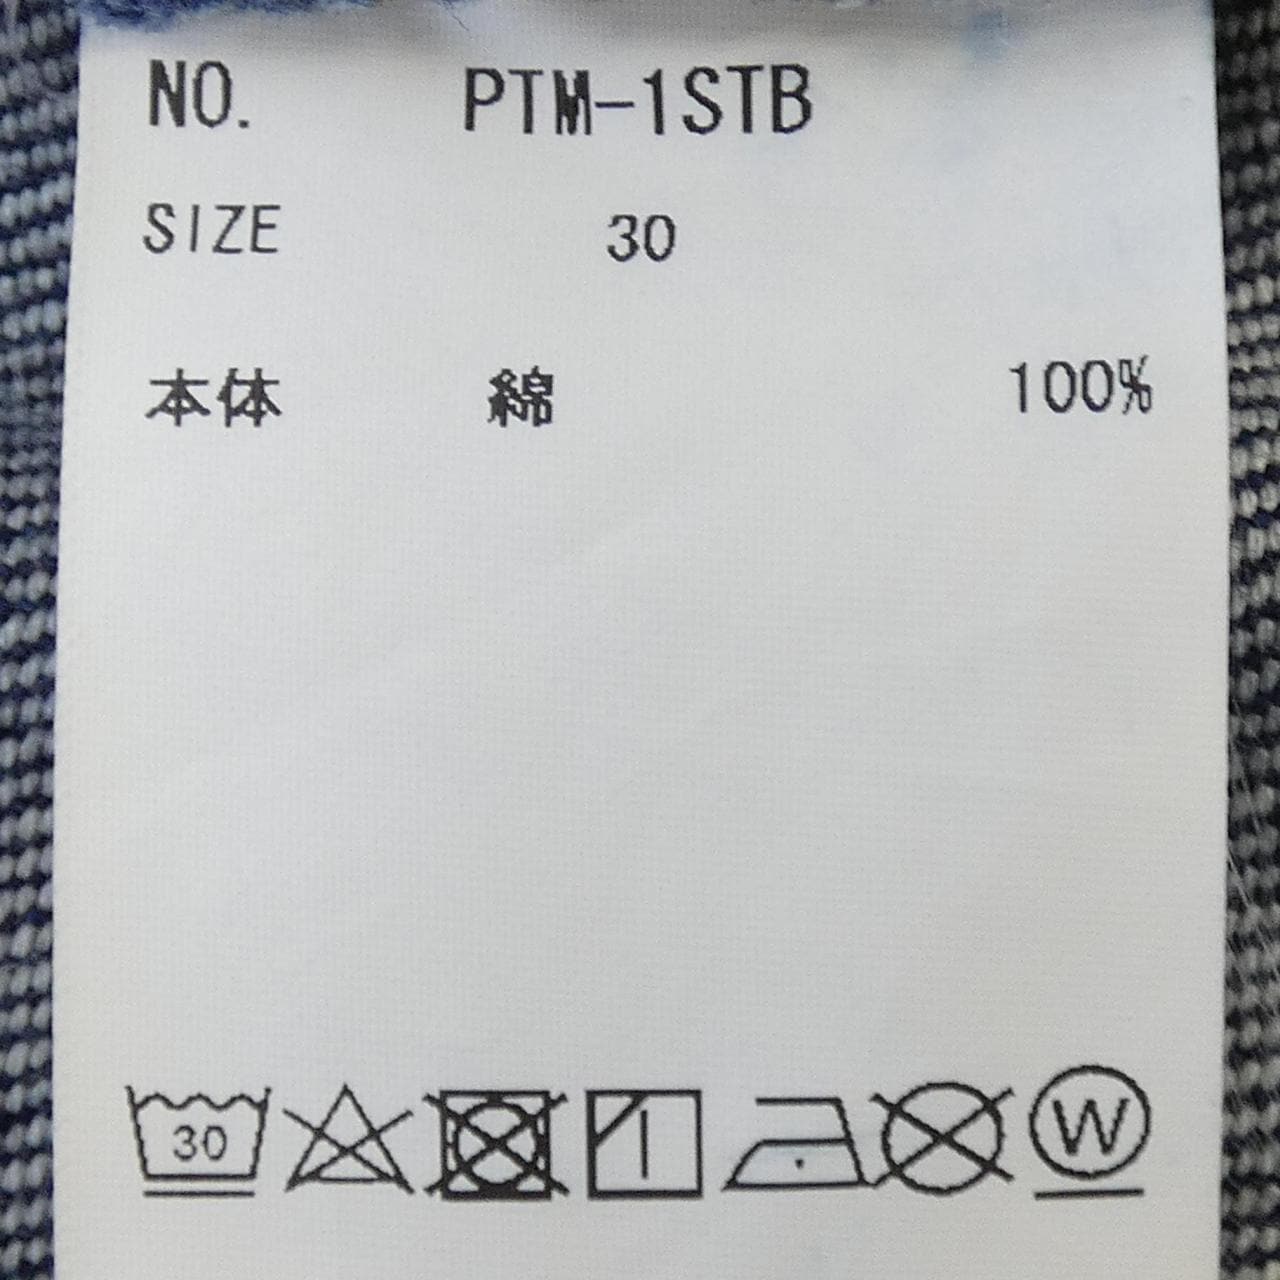 NO. PTM-1STB
SIZE 30
本体 綿 100%
30 W